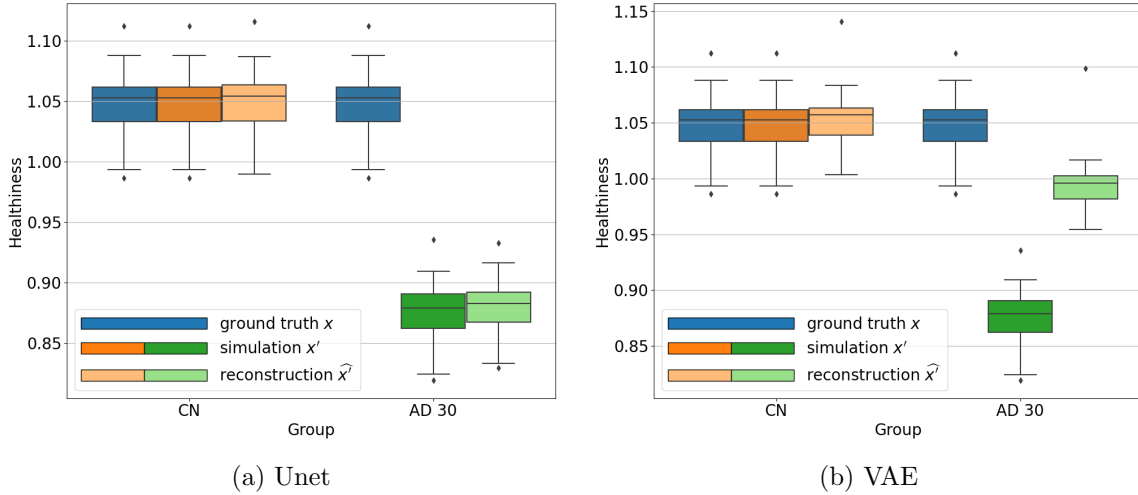 1.10
1.05
1.00
0.95
0.90
0.85
Healthiness
ground truth x
simulation x′
reconstruction x̂′
CN
AD 30
Group
(a) Unet
1.15
1.10
1.05
1.00
0.95
0.90
0.85
Healthiness
ground truth x
simulation x′
reconstruction x̂′
CN
AD 30
Group
(b) VAE